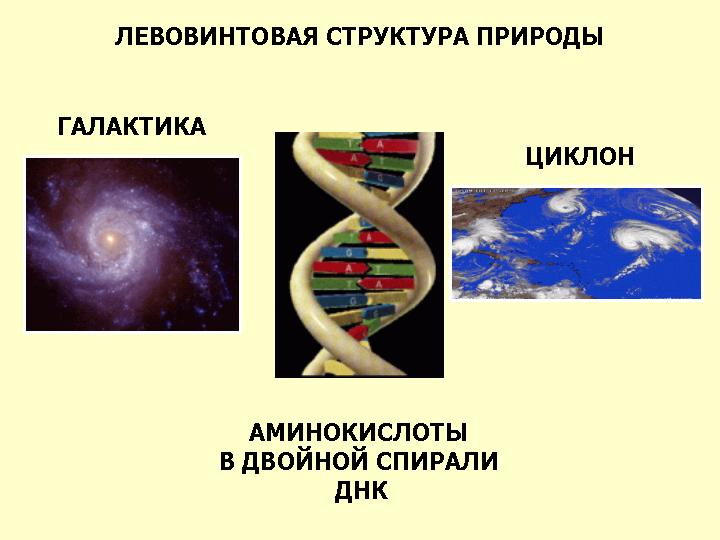 ЛЕВОВИНТОВАЯ СТРУКТУРА ПРИРОДЫ
ГАЛАКТИКА
ЦИКЛОН
АМИНОКИСЛОТЫ
В ДВОЙНОЙ СПИРАЛИ
ДНК